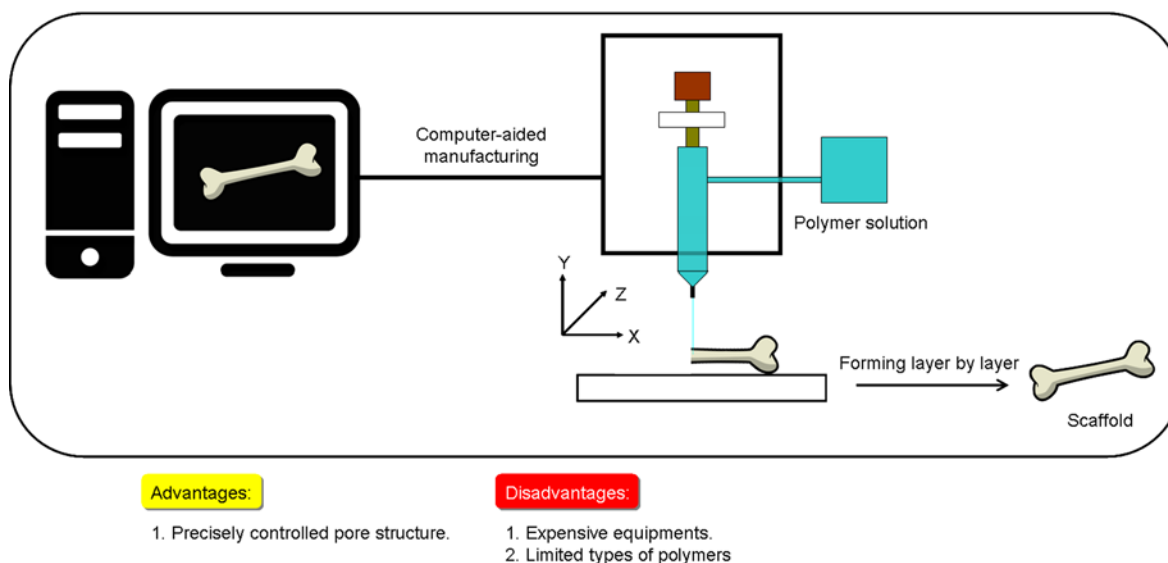 Computer-aided
manufacturing
Polymer solution
Y
Z
X
Forming layer by layer
Scaffold
Advantages:
1. Precisely controlled pore structure.
Disadvantages:
1. Expensive equipments.
2. Limited types of polymers